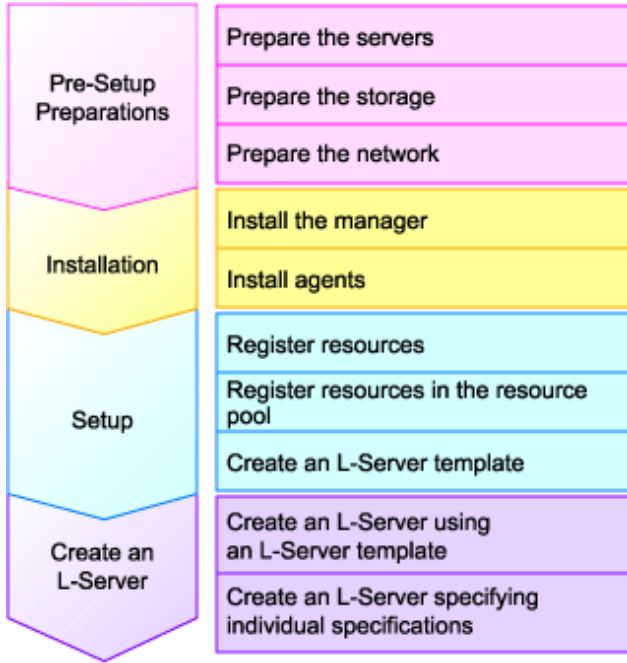 Pre-Setup
Preparations
Prepare the servers
Prepare the storage
Prepare the network
Installation
Install the manager
Install agents
Setup
Register resources
Register resources in the resource
pool
Create an L-Server template
Create an
L-Server
Create an L-Server using
an L-Server template
Create an L-Server specifying
individual specifications